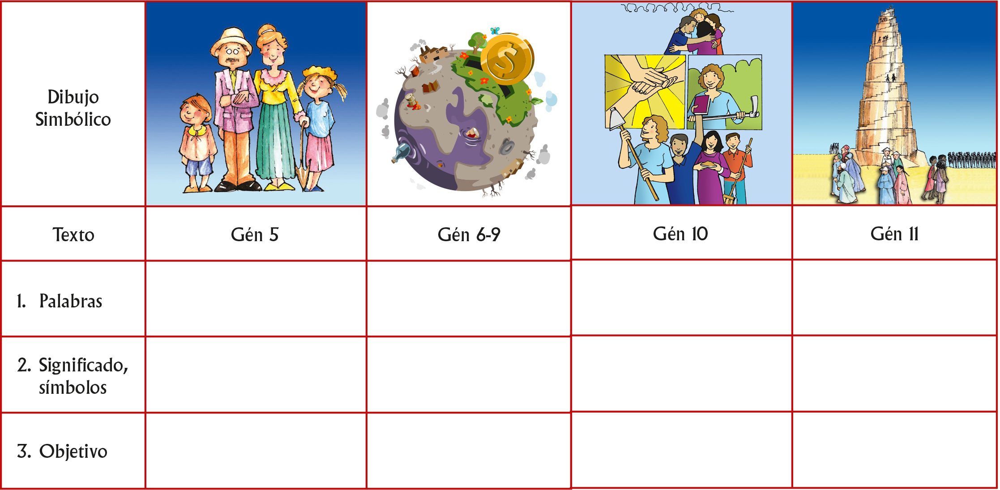 Dibujo
Simbólico
$
Texto
Gén 5
Gén 6-9
Gén 10
Gén 11
1. Palabras
2. Significado,
símbolos
3. Objetivo